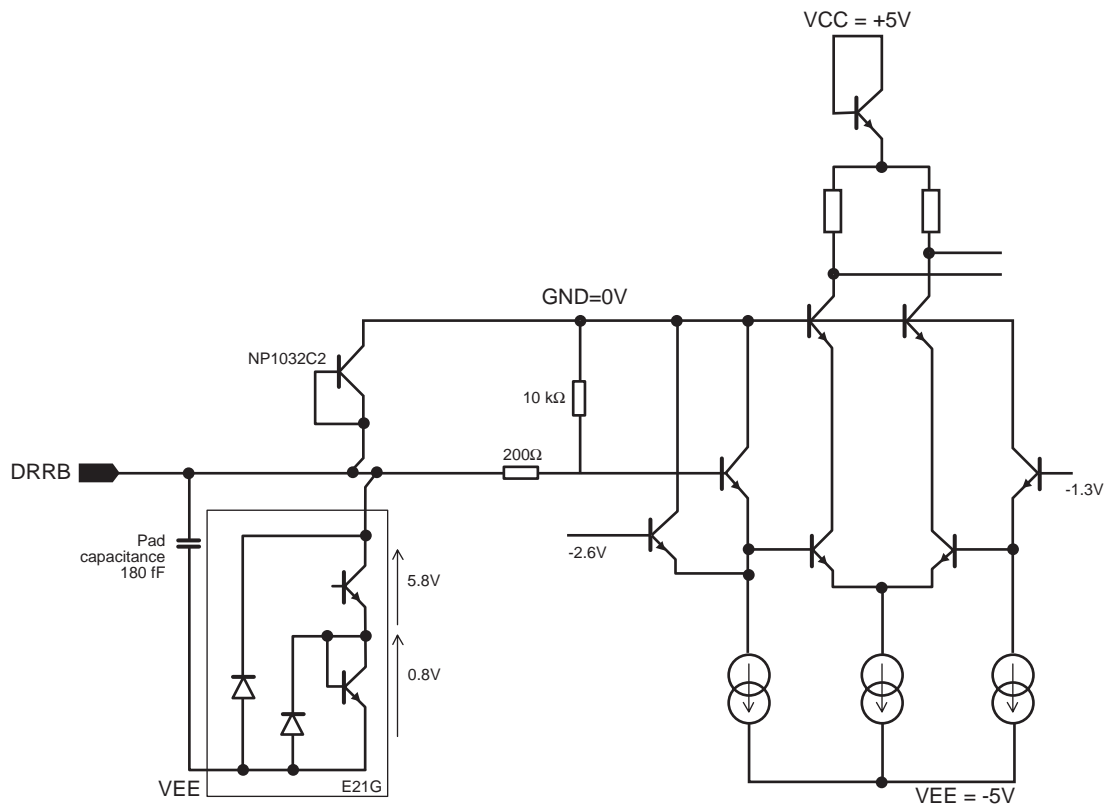 VCC = +5V
GND=0V
NP1032C2
10 kΩ
200Ω
DRRB
-1.3V
Pad
capacitance
180 fF
-2.6V
5.8V
0.8V
VEE
E21G
VEE = -5V